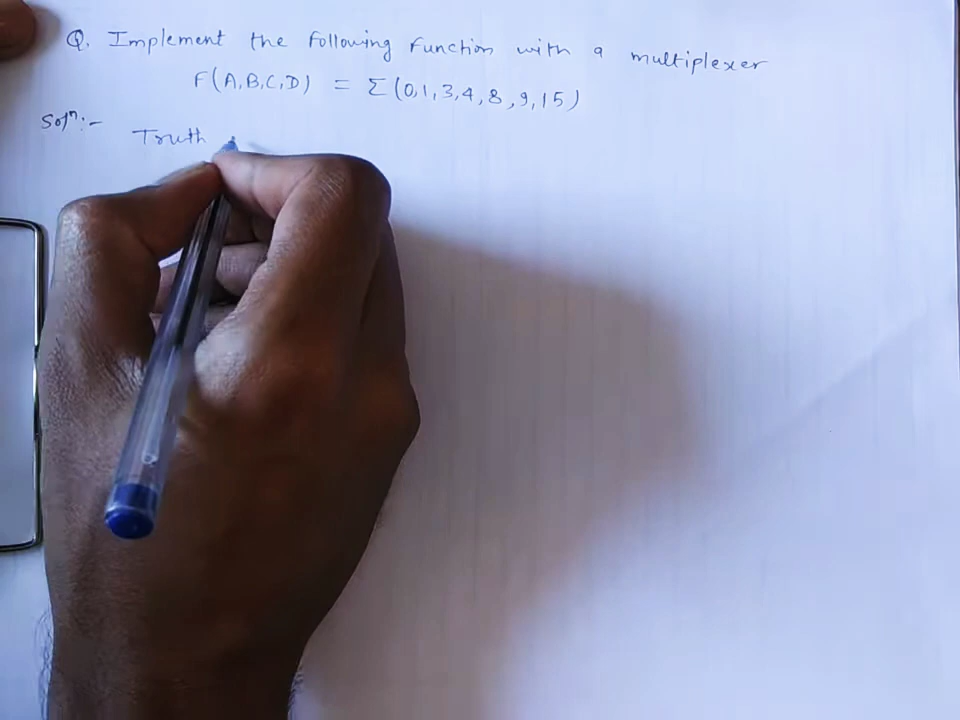 Q. Implement the following function with a multiplexer
F(A,B,C,D) = Σ(0,1,3,4,8,9,15)
Solⁿ:-
Truth